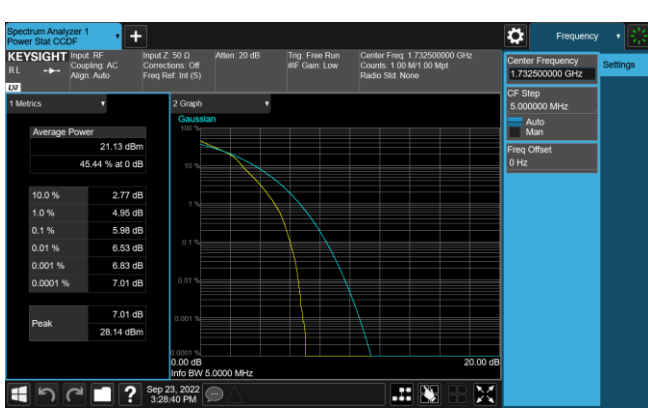 Spectrum Analyzer 1
Power Stat CCDF
Frequency
KEYSIGHT
RL
LXI
Input: RF
Coupling: AC
Align: Auto
Input Z: 50 Ω
Corrections: Off
Freq Ref: Int (S)
Atten: 20 dB
Trig: Free Run
#IF Gain: Low
Center Freq: 1.732500000 GHz
Counts: 1.00 M/1.00 Mpt
Radio Std: None
Center Frequency
1.732500000 GHz
Settings
CF Step
5.000000 MHz
Auto
Man
Freq Offset
0 Hz
1 Metrics
Average Power
21.13 dBm
45.44 % at 0 dB
10.0 % 2.77 dB
1.0 % 4.95 dB
0.1 % 5.98 dB
0.01 % 6.53 dB
0.001 % 6.83 dB
0.0001 % 7.01 dB
Peak
7.01 dB
28.14 dBm
2 Graph
Gaussian
100 %
10 %
1 %
0.1 %
0.01 %
0.001 %
0.0001 %
0.00 dB 20.00 dB
Info BW 5.0000 MHz
?
Sep 23, 2022
3:28:40 PM